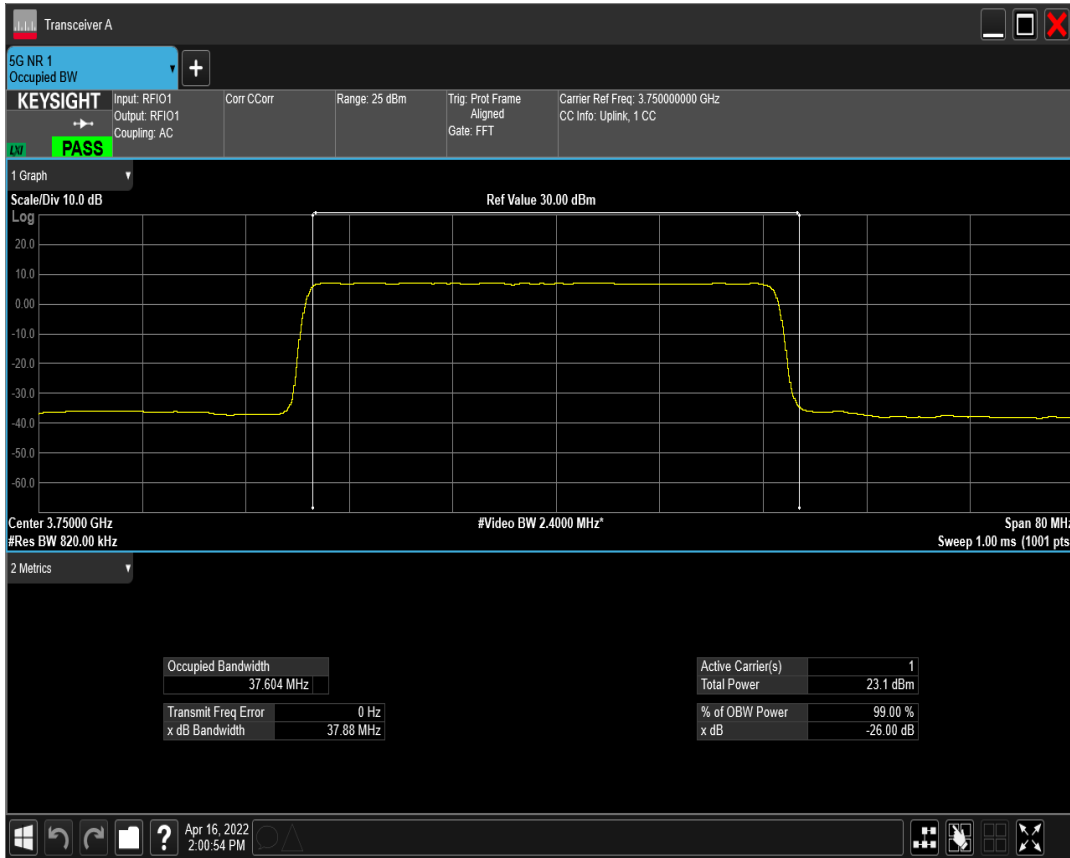 Transceiver A
5G NR 1
Occupied BW
+
KEYSIGHT
LXI
PASS
Input: RFIO1
Output: RFIO1
Coupling: AC
Corr CCorr
Range: 25 dBm
Trig: Prot Frame
Aligned
Gate: FFT
Carrier Ref Freq: 3.750000000 GHz
CC Info: Uplink, 1 CC
1 Graph
Scale/Div 10.0 dB
Ref Value 30.00 dBm
Log
20.0
10.0
0.00
-10.0
-20.0
-30.0
-40.0
-50.0
-60.0
Center 3.75000 GHz
#Video BW 2.4000 MHz*
Span 80 MHz
#Res BW 820.00 kHz
Sweep 1.00 ms (1001 pts
2 Metrics
Occupied Bandwidth
37.604 MHz
Transmit Freq Error 0 Hz
x dB Bandwidth 37.88 MHz
Active Carrier(s) 1
Total Power 23.1 dBm
% of OBW Power 99.00 %
x dB -26.00 dB
?
Apr 16, 2022
2:00:54 PM